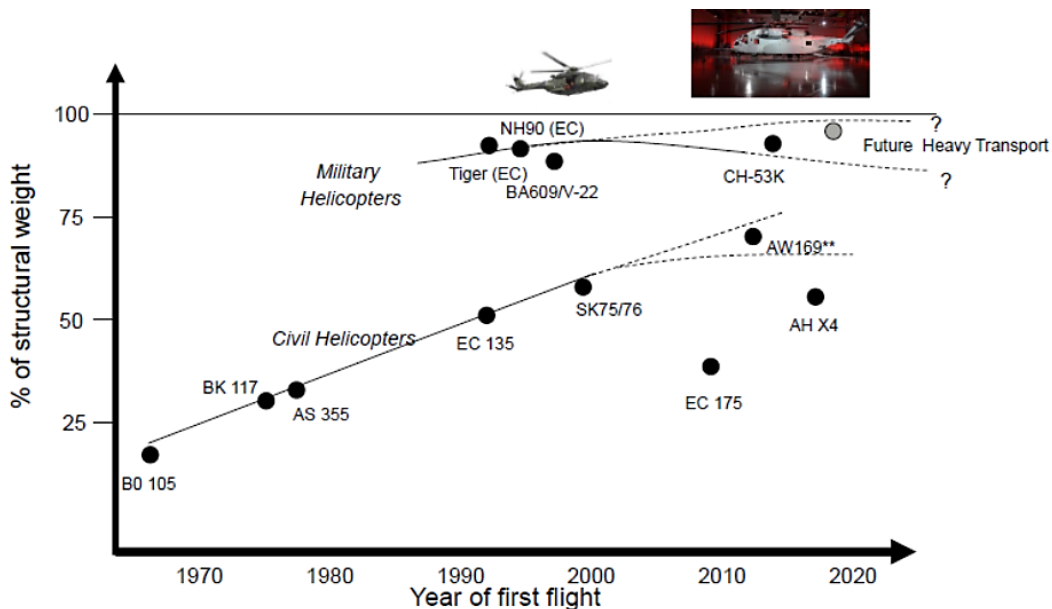 100
NH90 (EC)
?
Future Heavy Transport
Military
Helicopters
Tiger (EC)
BA609/V-22
CH-53K
?
75
AW169**
50
Civil Helicopters
EC 135
SK75/76
AH X4
BK 117
AS 355
EC 175
25
B0 105
% of structural weight
1970
1980
1990
2000
2010
2020
Year of first flight